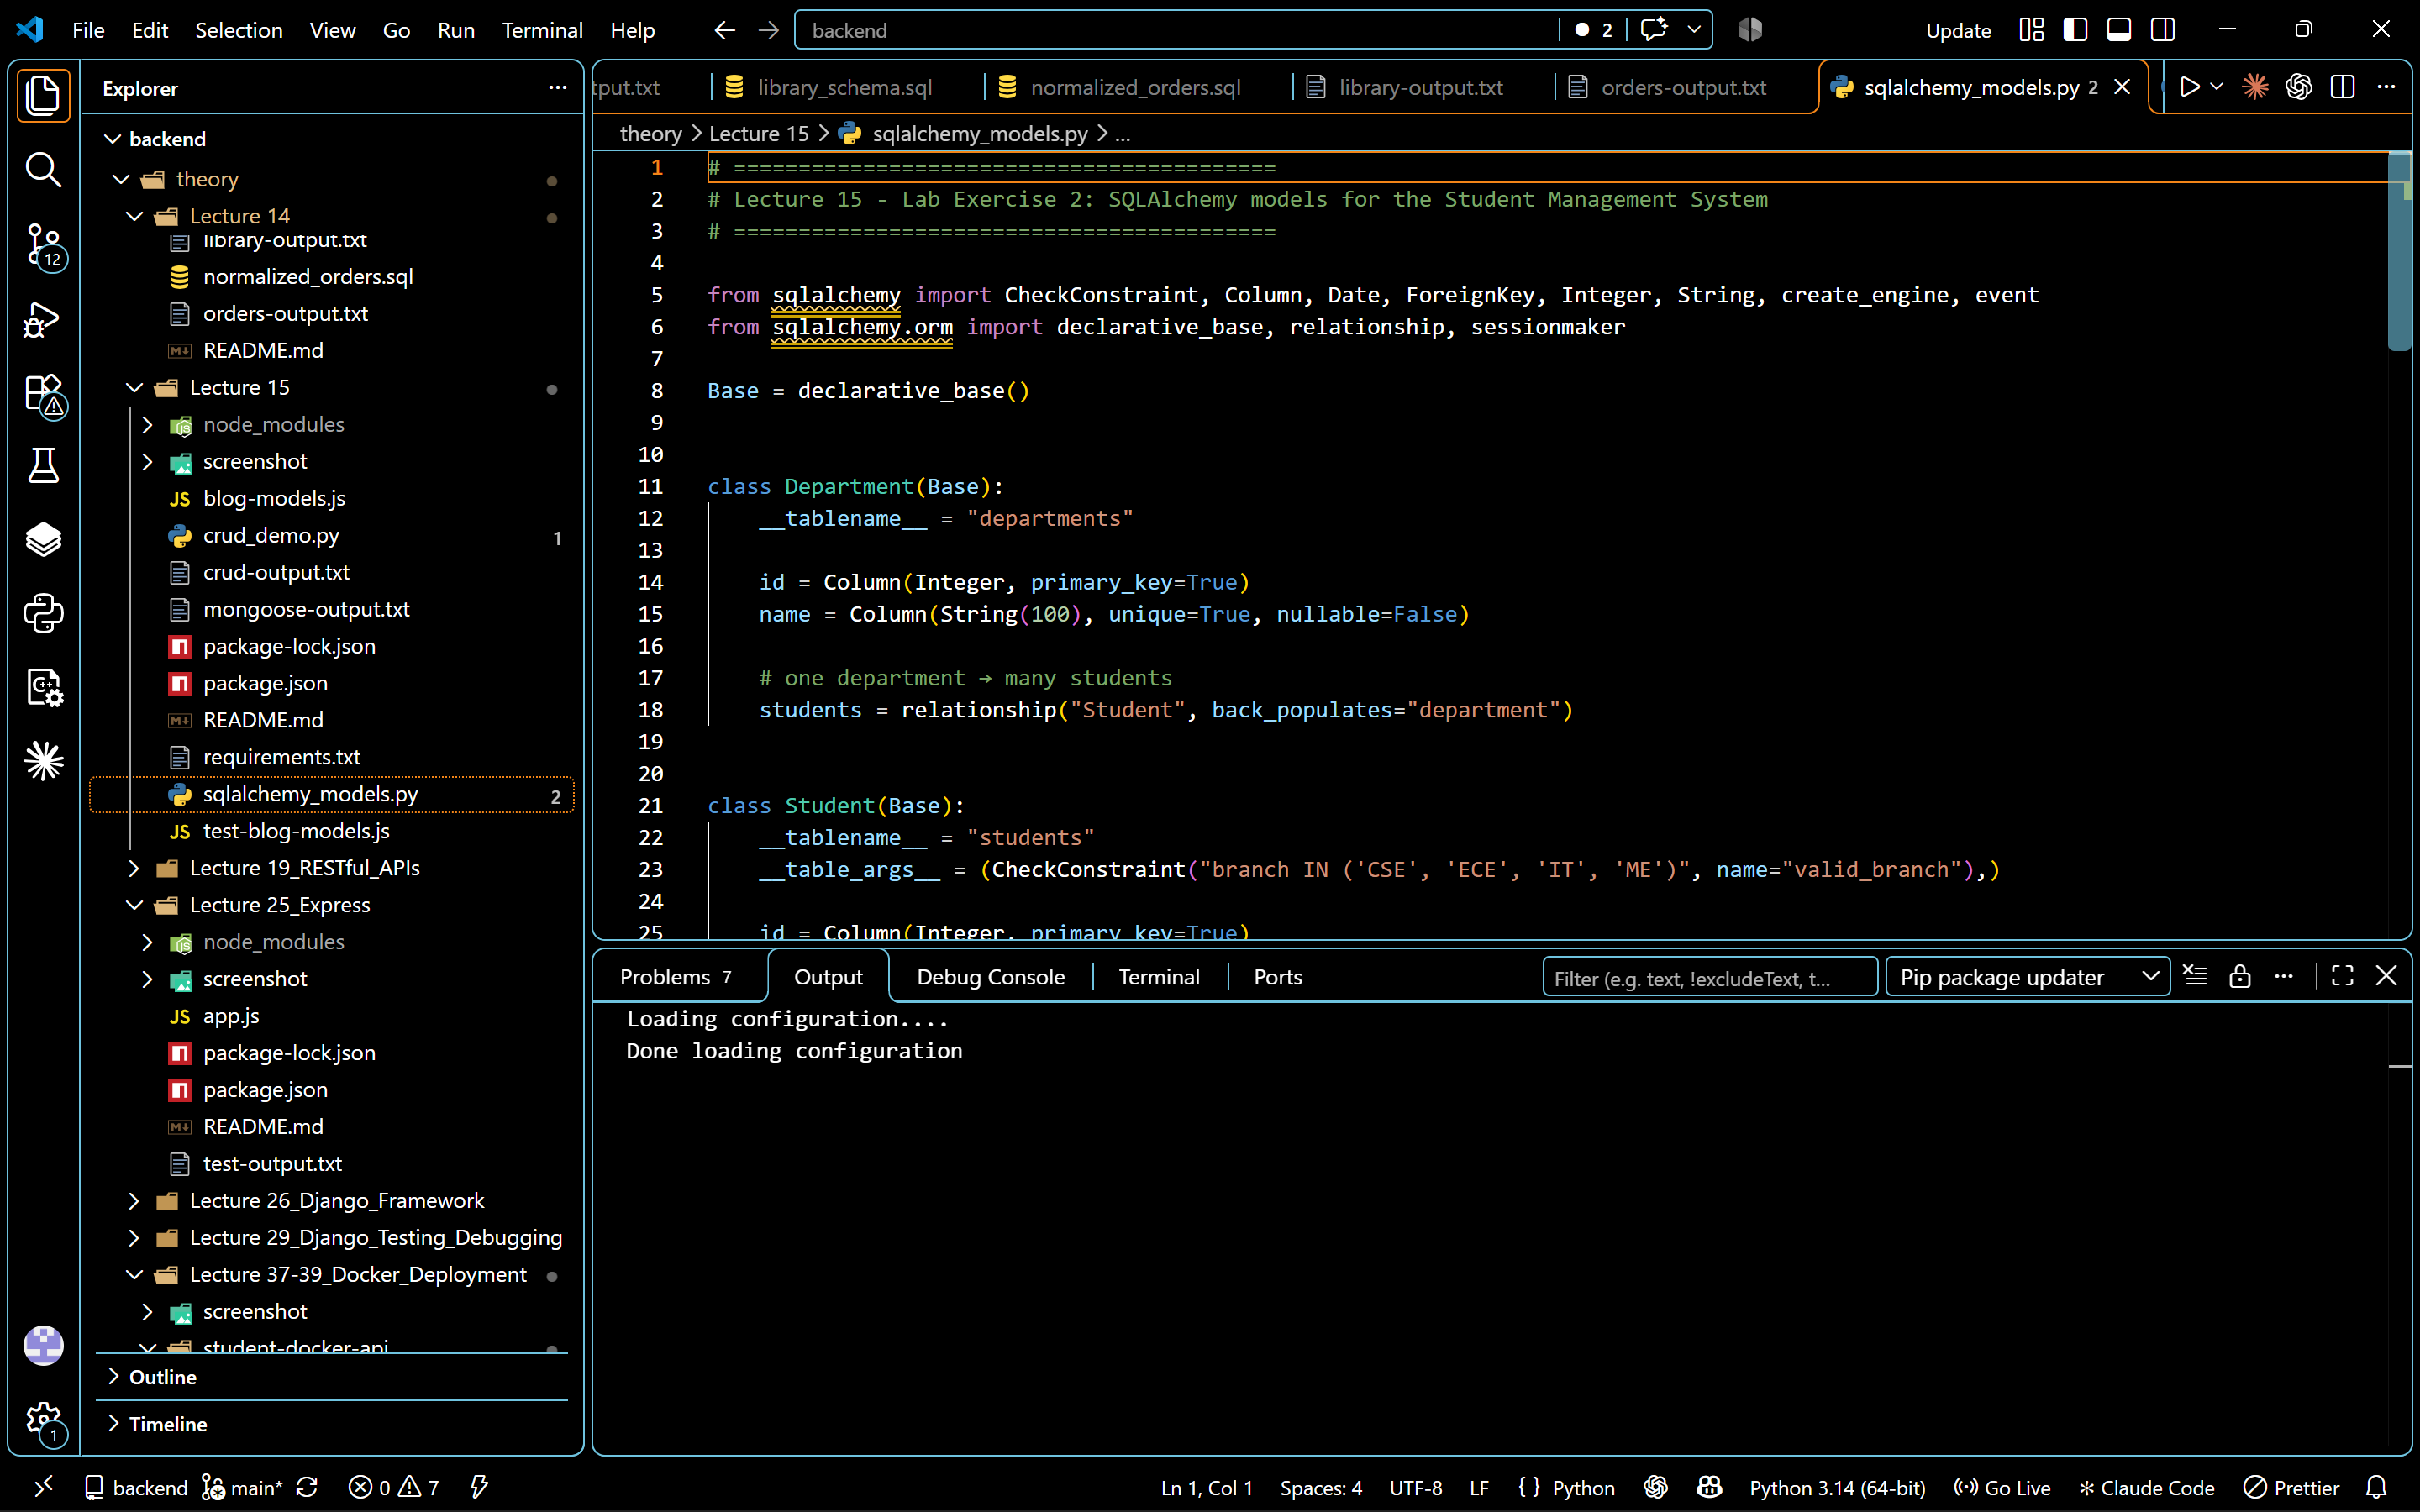 File Edit Selection View Go Run Terminal Help
backend
2
Update
Explorer
backend
theory
Lecture 14
library-output.txt
normalized_orders.sql
orders-output.txt
README.md
Lecture 15
node_modules
screenshot
JS blog-models.js
crud_demo.py 1
crud-output.txt
mongoose-output.txt
package-lock.json
package.json
README.md
requirements.txt
sqlalchemy_models.py 2
JS test-blog-models.js
Lecture 19_RESTful_APIs
Lecture 25_Express
node_modules
screenshot
JS app.js
package-lock.json
package.json
README.md
test-output.txt
Lecture 26_Django_Framework
Lecture 29_Django_Testing_Debugging
Lecture 37-39_Docker_Deployment
screenshot
student-docker-api
Outline
Timeline
12
1
put.txt library_schema.sql normalized_orders.sql library-output.txt orders-output.txt sqlalchemy_models.py 2
theory > Lecture 15 > sqlalchemy_models.py > ...
1 # ==========================================
2 # Lecture 15 - Lab Exercise 2: SQLAlchemy models for the Student Management System
3 # ==========================================
4
5 from sqlalchemy import CheckConstraint, Column, Date, ForeignKey, Integer, String, create_engine, event
6 from sqlalchemy.orm import declarative_base, relationship, sessionmaker
7
8 Base = declarative_base()
9
10
11 class Department(Base):
12 __tablename__ = "departments"
13
14 id = Column(Integer, primary_key=True)
15 name = Column(String(100), unique=True, nullable=False)
16
17 # one department → many students
18 students = relationship("Student", back_populates="department")
19
20
21 class Student(Base):
22 __tablename__ = "students"
23 __table_args__ = (CheckConstraint("branch IN ('CSE', 'ECE', 'IT', 'ME')", name="valid_branch"),)
24
25 id = Column(Integer, primary_key=True)
Problems 7 Output Debug Console Terminal Ports
Filter (e.g. text, !excludeText, t...
Pip package updater
Loading configuration....
Done loading configuration
backend main* 0 7
Ln 1, Col 1 Spaces: 4 UTF-8 LF { } Python Python 3.14 (64-bit) Go Live Claude Code Prettier